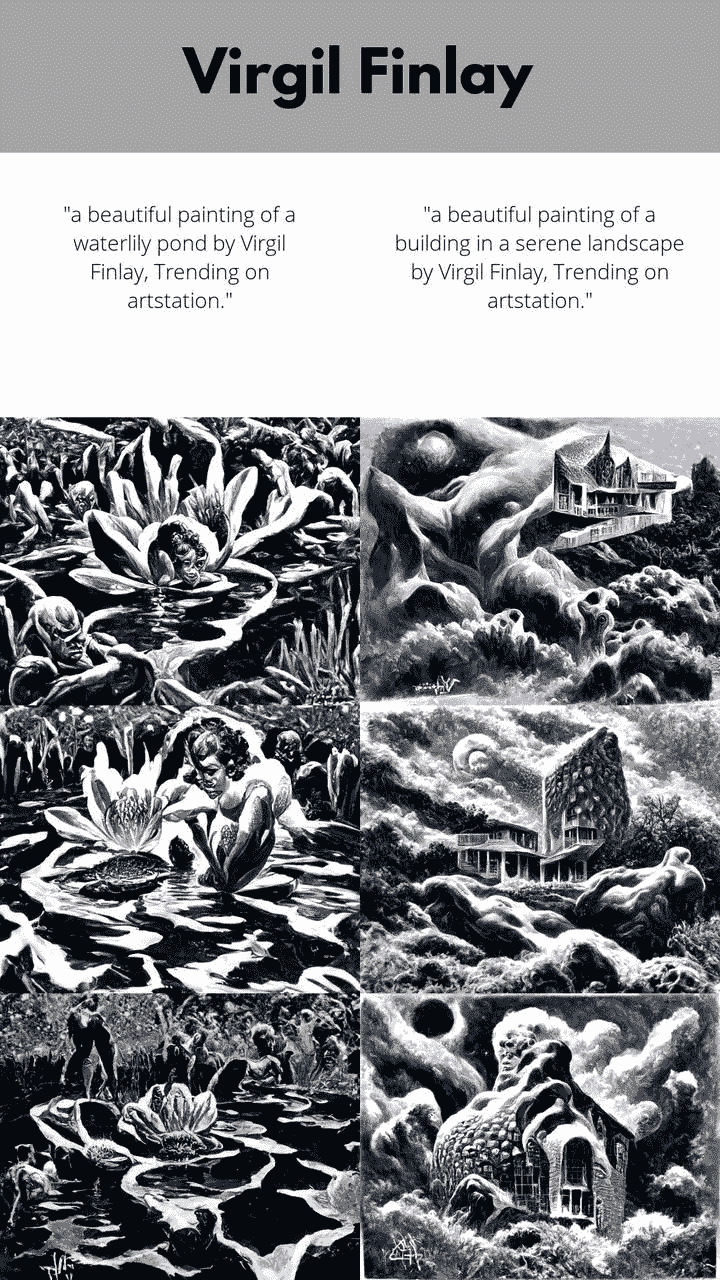 Virgil Finlay
"a beautiful painting of a
waterlily pond by Virgil
Finlay, Trending on
artstation."
"a beautiful painting of a
building in a serene landscape
by Virgil Finlay, Trending on
artstation."